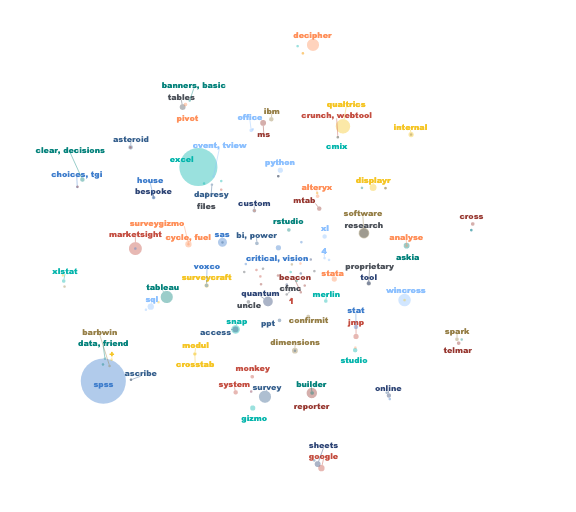 decipher
banners, basic
tables
pivot
office
ibm
ms
qualtrics
crunch, webtool
cmix
internal
asteroid
clear, decisions
choices, tgi
excel
cvent, tview
python
house
bespoke
dapresy
files
custom
alteryx
mtab
displayr
software
research
cross
surveygizmo
marketsight
cycle, fuel
sas
rstudio
bi, power
xl
4
analyse
askia
critical, vision
voxco
surveycraft
xlstat
tableau
sql
beacon
cfmc
1
quantum
uncle
stata
proprietary
tool
merlin
wincross
snap
access
ppt
confirmit
stat
jmp
studio
spark
telmar
barbwin
data, friend
spss
ascribe
modul
crosstab
dimensions
monkey
system
survey
gizmo
builder
reporter
online
sheets
google